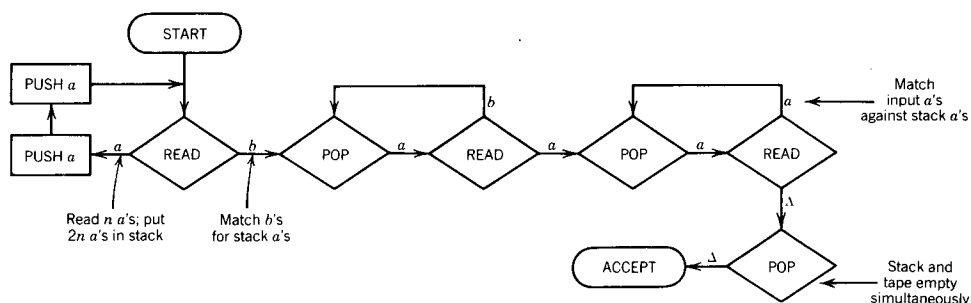 START
PUSH a
b
a
Match
input a's
against stack a's
PUSH a
a
READ
b
POP
a
READ
a
POP
a
READ
Read n a's; put
2n a's in stack
Match b's
for stack a's
Δ
ACCEPT
Δ
POP
Stack and
tape empty
simultaneously